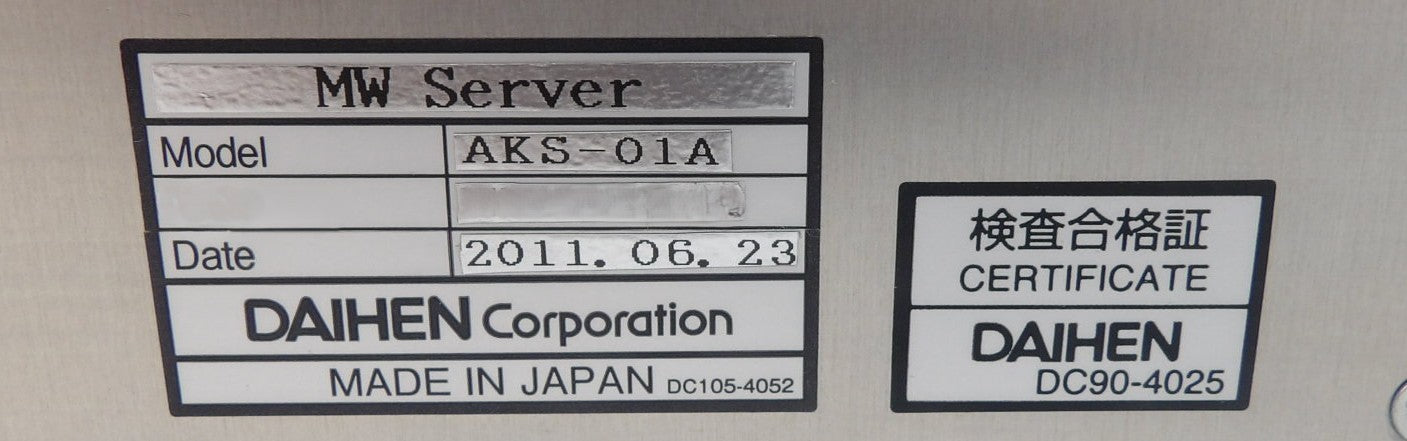 MW Server
Model AKS-01A
Date 2011.06.23
DAIHEN Corporation
MADE IN JAPAN DC105-4052
検査合格証
CERTIFICATE
DAIHEN
DC90-4025